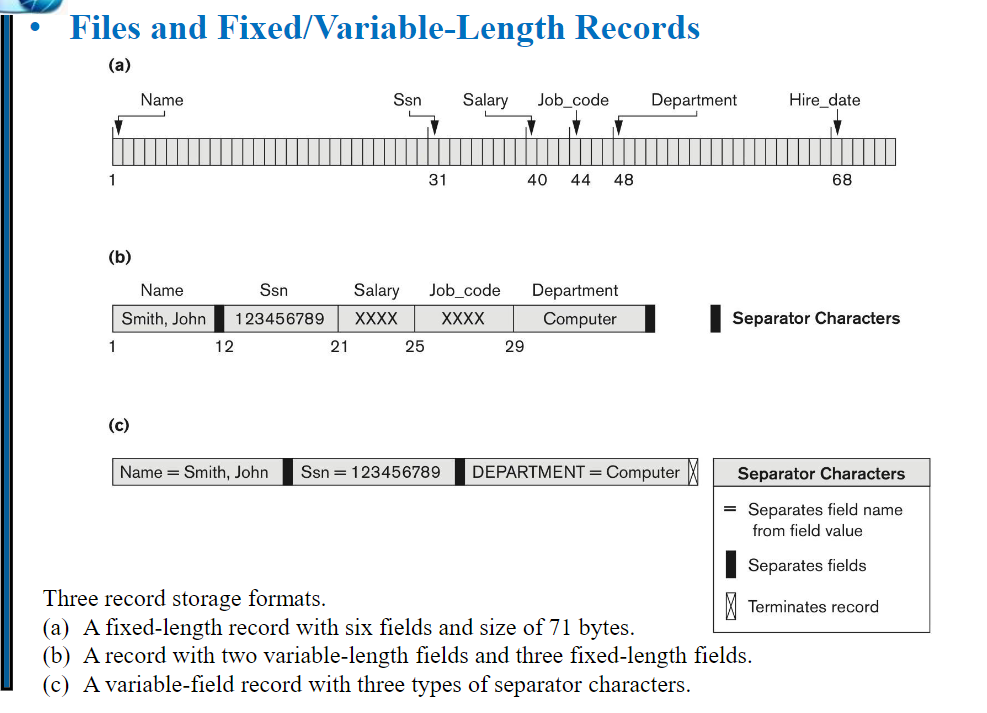 • Files and Fixed/Variable-Length Records
(a)
Name Ssn Salary Job_code Department Hire_date
1 31 40 44 48 68
(b)
Name Ssn Salary Job_code Department
Smith, John 123456789 XXXX XXXX Computer Separator Characters
1 12 21 25 29
(c)
Name = Smith, John Ssn = 123456789 DEPARTMENT = Computer
Separator Characters
= Separates field name
from field value
Separates fields
Terminates record
Three record storage formats.
(a) A fixed-length record with six fields and size of 71 bytes.
(b) A record with two variable-length fields and three fixed-length fields.
(c) A variable-field record with three types of separator characters.